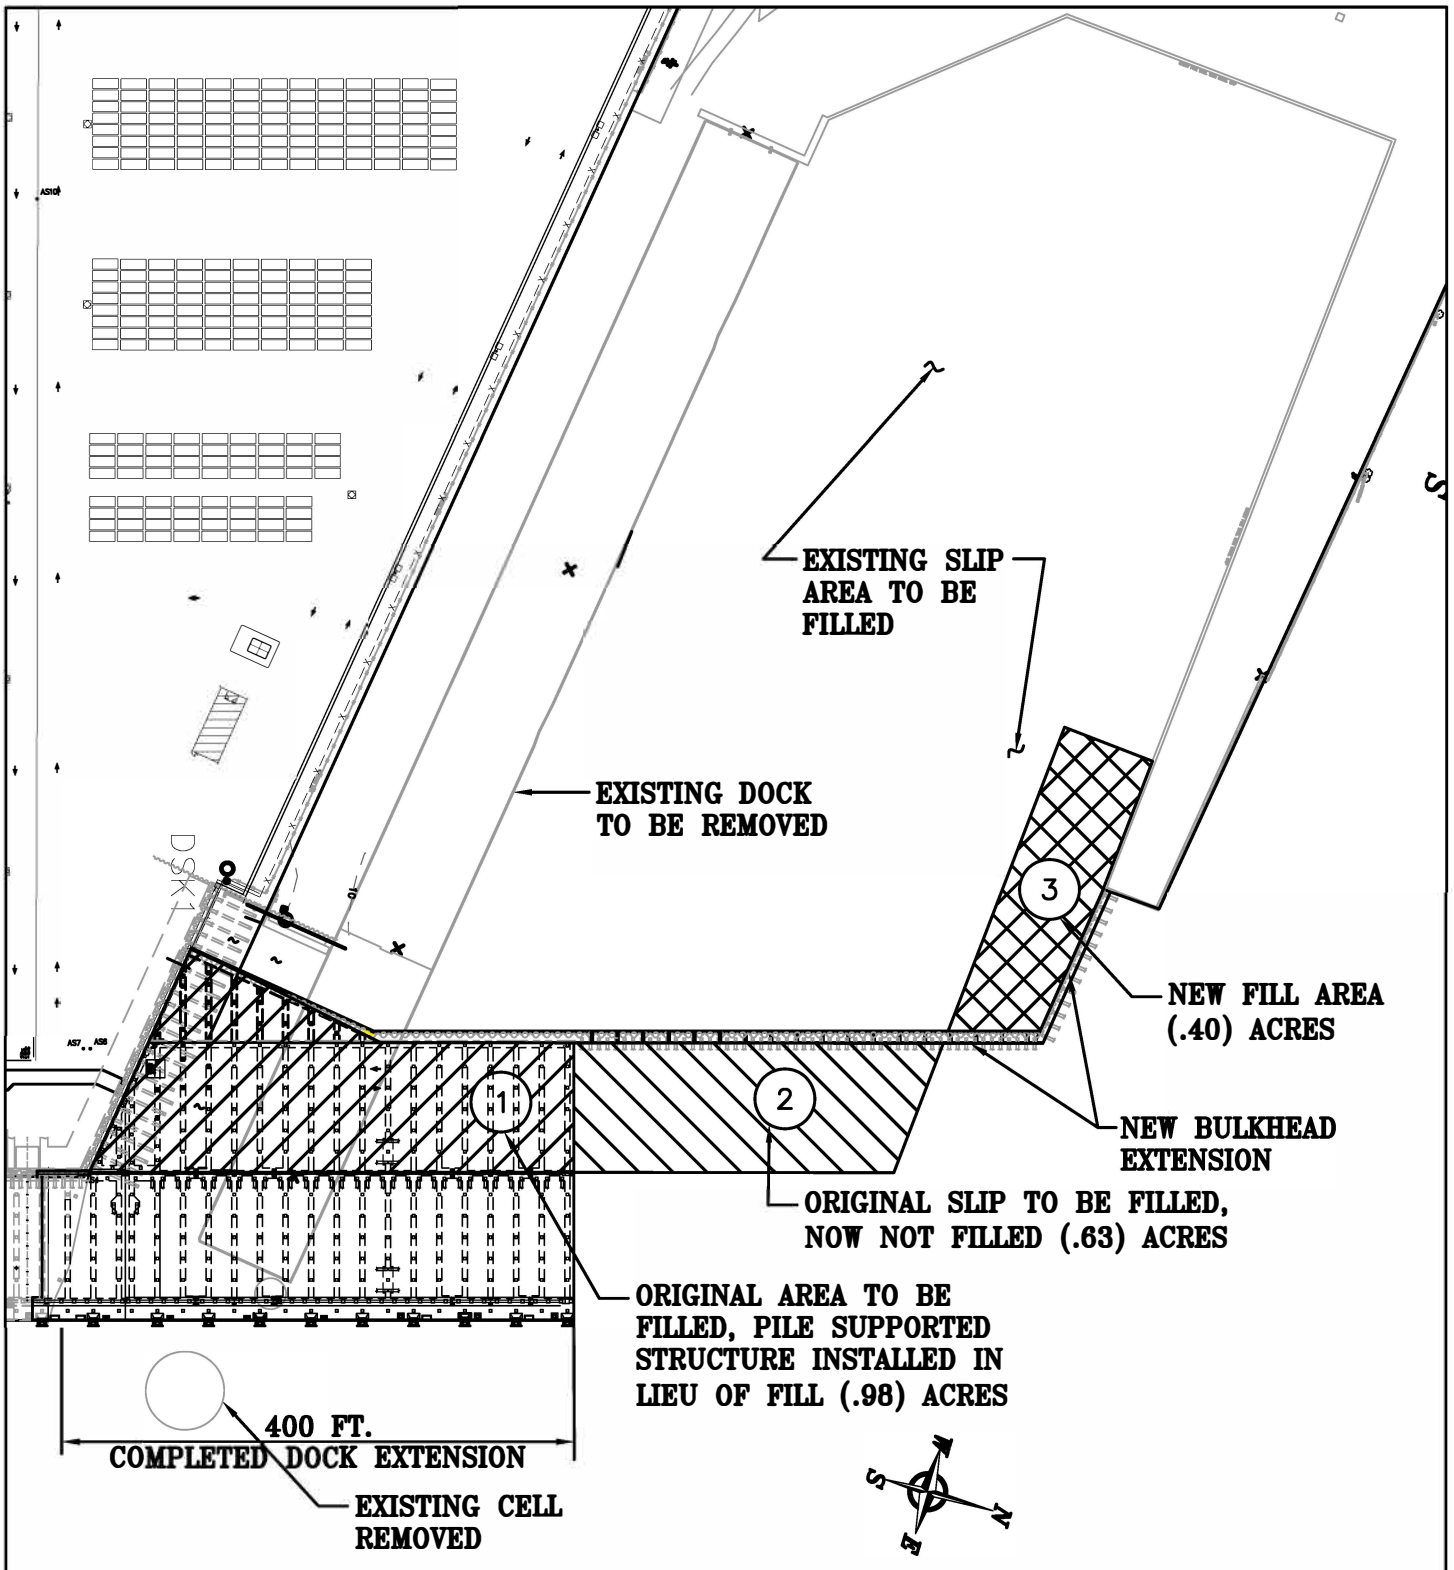 AS10
S
EXISTING SLIP
AREA TO BE
FILLED
EXISTING DOCK
TO BE REMOVED
DSK1
10
3
NEW FILL AREA
(.40) ACRES
AS7
AS8
1
2
NEW BULKHEAD
EXTENSION
ORIGINAL SLIP TO BE FILLED,
NOW NOT FILLED (.63) ACRES
ORIGINAL AREA TO BE
FILLED, PILE SUPPORTED
STRUCTURE INSTALLED IN
LIEU OF FILL (.98) ACRES
400 FT.
COMPLETED DOCK EXTENSION
EXISTING CELL
REMOVED
W
S
N
E